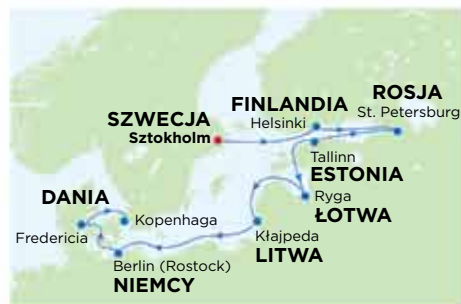 ROSJA
St. Petersburg
FINLANDIA
Helsinki
SZWECJA
Sztokholm
Tallinn
ESTONIA
Ryga
ŁOTWA
DANIA
Kopenhaga
Fredericia
Kłajpeda
LITWA
Berlin (Rostock)
NIEMCY